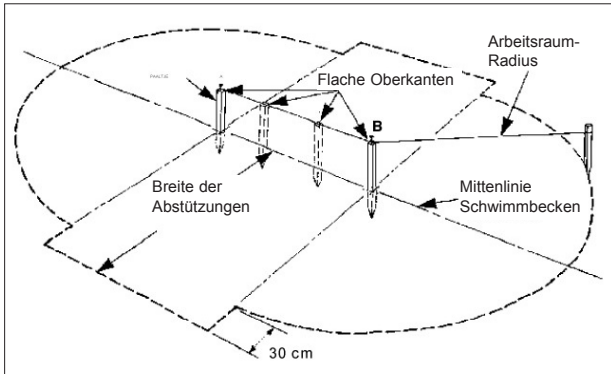 Arbeitsraum-
Radius
Flache Oberkanten
B
Breite der
Abstützungen
Mittenlinie
Schwimmbecken
30 cm